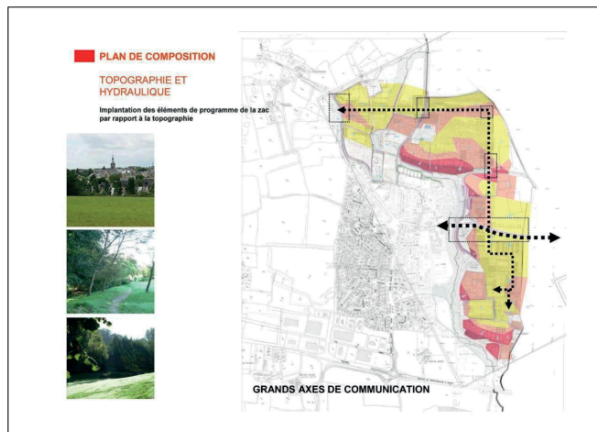 PLAN DE COMPOSITION
TOPOGRAPHIE ET
HYDRAULIQUE
Implantation des éléments de programme de la zac
par rapport à la topographie
GRANDS AXES DE COMMUNICATION